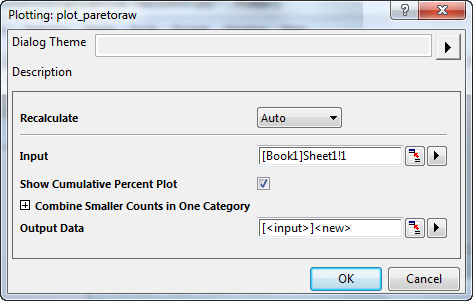 Plotting: plot_paretoraw
Dialog Theme
Description
Recalculate Auto
Input [Book1]Sheet1!1
Show Cumulative Percent Plot
Combine Smaller Counts in One Category
Output Data [<input>]<new>
OK Cancel